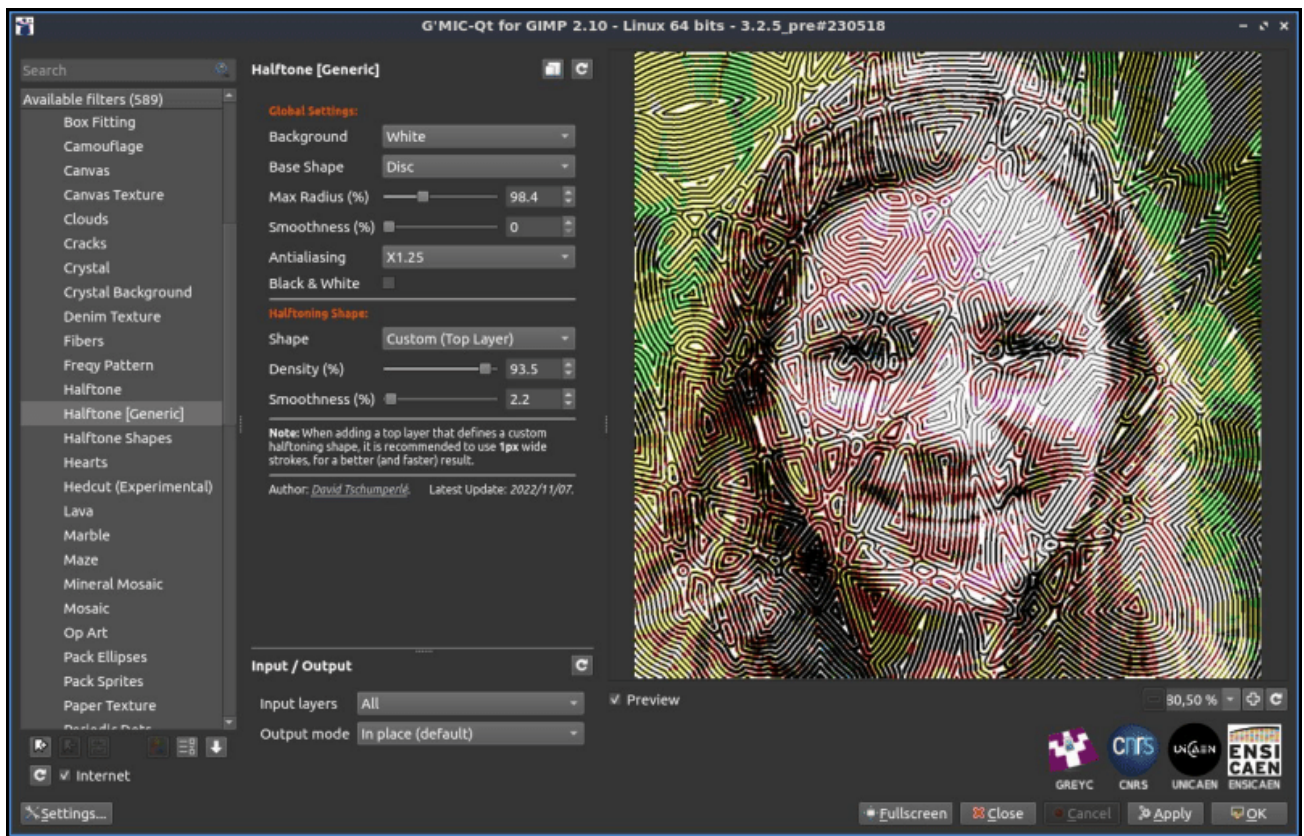 G'MIC-Qt for GIMP 2.10 - Linux 64 bits - 3.2.5_pre#230518
Search
Available filters (589)
Box Fitting
Camouflage
Canvas
Canvas Texture
Clouds
Cracks
Crystal
Crystal Background
Denim Texture
Fibers
Freqy Pattern
Halftone
Halftone [Generic]
Halftone Shapes
Hearts
Hedcut (Experimental)
Lava
Marble
Maze
Mineral Mosaic
Mosaic
Op Art
Pack Ellipses
Pack Sprites
Paper Texture
Periodic Dots
Internet
Settings...
Halftone [Generic]
Global Settings:
Background White
Base Shape Disc
Max Radius (%) 98.4
Smoothness (%) 0
Antialiasing X1.25
Black & White
Halftoning Shape:
Shape Custom (Top Layer)
Density (%) 93.5
Smoothness (%) 2.2
Note: When adding a top layer that defines a custom
halftoning shape, it is recommended to use 1px wide
strokes, for a better (and faster) result.
Author: David Tschumperlé. Latest Update: 2022/11/07.
Input / Output
Input layers All
Output mode In place (default)
Preview
80,50 %
cnrs
UNICAEN
ENSI
CAEN
GREYC CNRS UNICAEN ENSICAEN
Fullscreen Close Cancel Apply OK